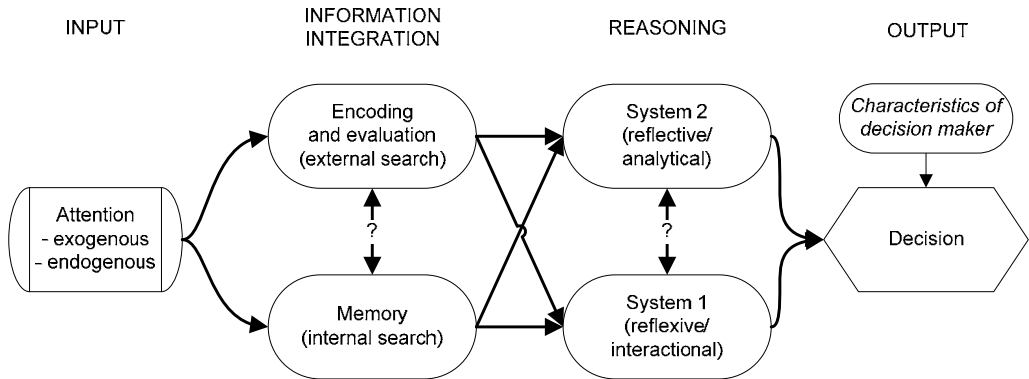 INPUT
INFORMATION
INTEGRATION
REASONING
OUTPUT
Attention
- exogenous
- endogenous
Encoding
and evaluation
(external search)
?
Memory
(internal search)
System 2
(reflective/
analytical)
?
System 1
(reflexive/
interactional)
Characteristics of
decision maker
Decision